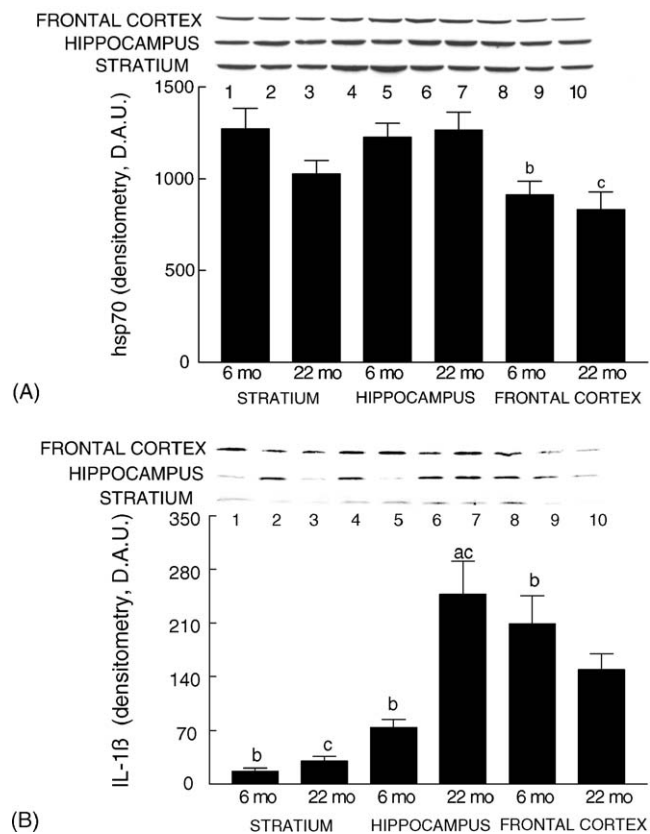 FRONTAL CORTEX
HIPPOCAMPUS
STRATIUM
1 2 3 4 5 6 7 8 9 10
hsp70 (densitometry, D.A.U.)
1500
1000
500
0
b
c
6 mo 22 mo 6 mo 22 mo 6 mo 22 mo
STRATIUM HIPPOCAMPUS FRONTAL CORTEX
(A)
FRONTAL CORTEX
HIPPOCAMPUS
STRATIUM
1 2 3 4 5 6 7 8 9 10
IL-1ß (densitometry, D.A.U.)
350
280
210
140
70
0
b
c
b
ac
b
6 mo 22 mo 6 mo 22 mo 6 mo 22 mo
STRATIUM HIPPOCAMPUS FRONTAL CORTEX
(B)